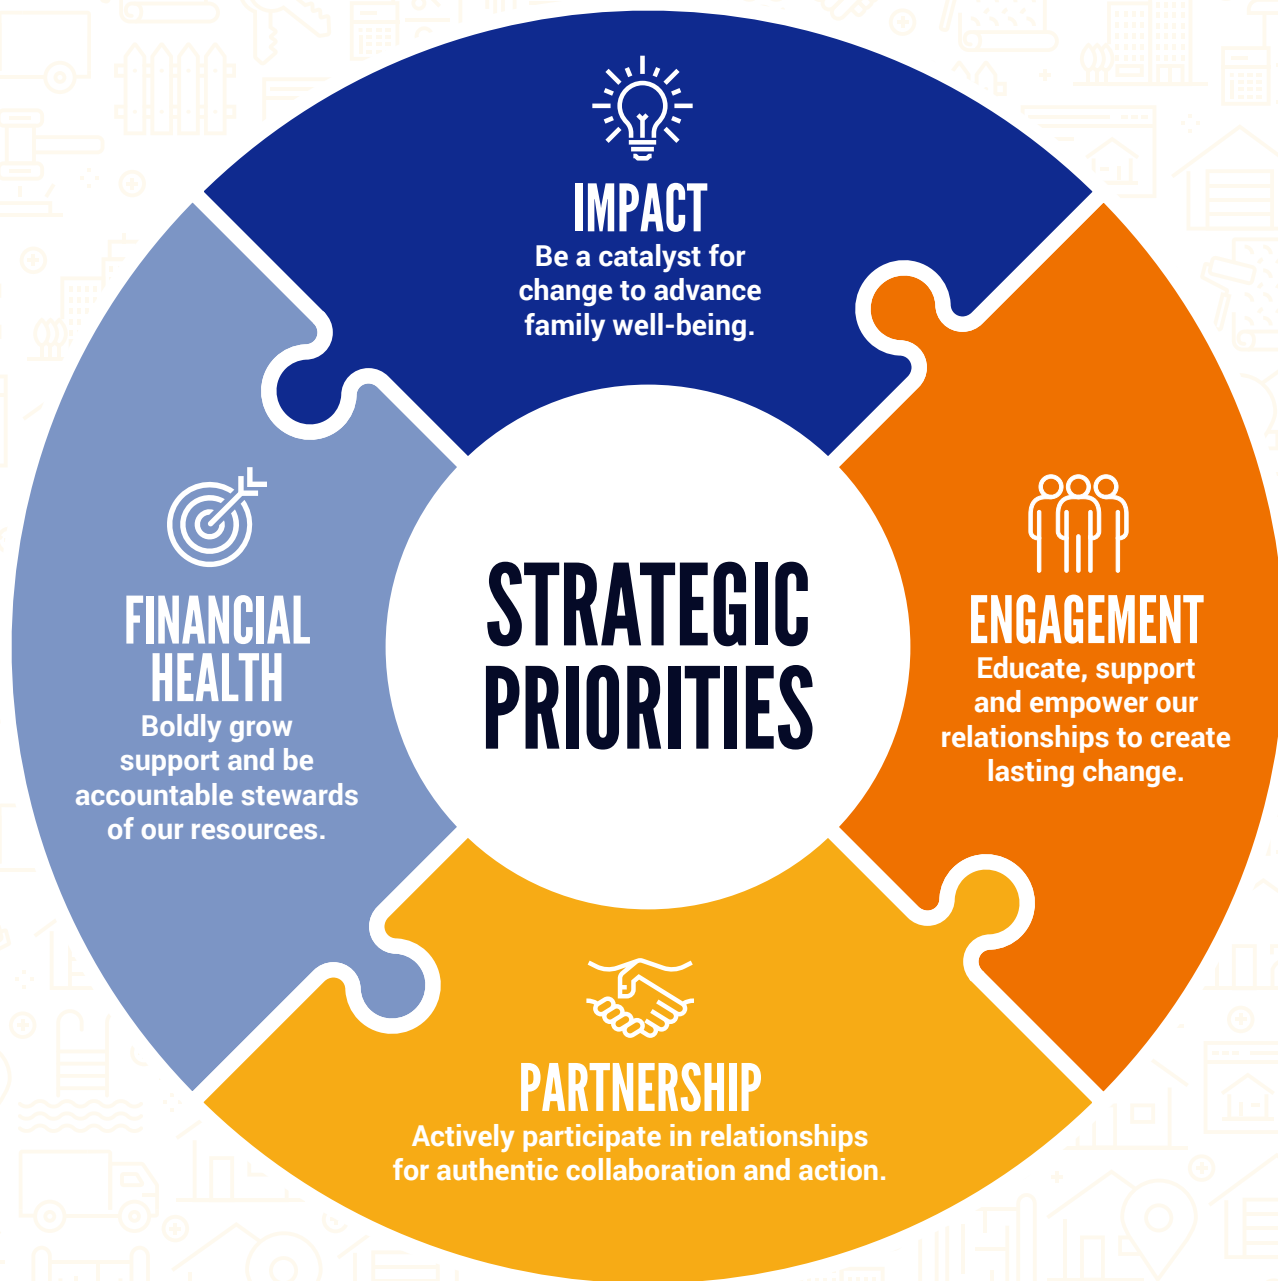 IMPACT
Be a catalyst for
change to advance
family well-being.
STRATEGIC
PRIORITIES
FINANCIAL
HEALTH
Boldly grow
support and be
accountable stewards
of our resources.
ENGAGEMENT
Educate, support
and empower our
relationships to create
lasting change.
PARTNERSHIP
Actively participate in relationships
for authentic collaboration and action.